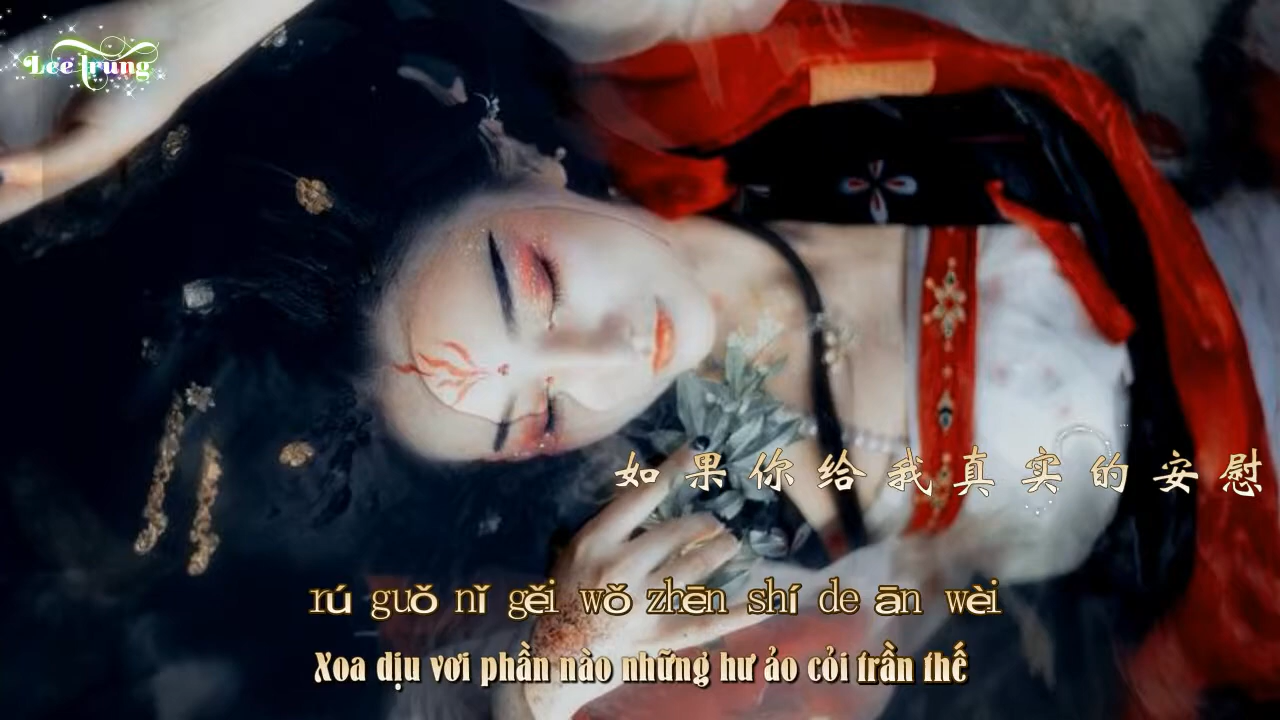 Lee Trung
如果你给我真实的安慰
rú guǒ nǐ gěi wǒ zhēn shí de ān wèi
Xoa dịu vơi phần nào những hư ảo cỏi trần thế